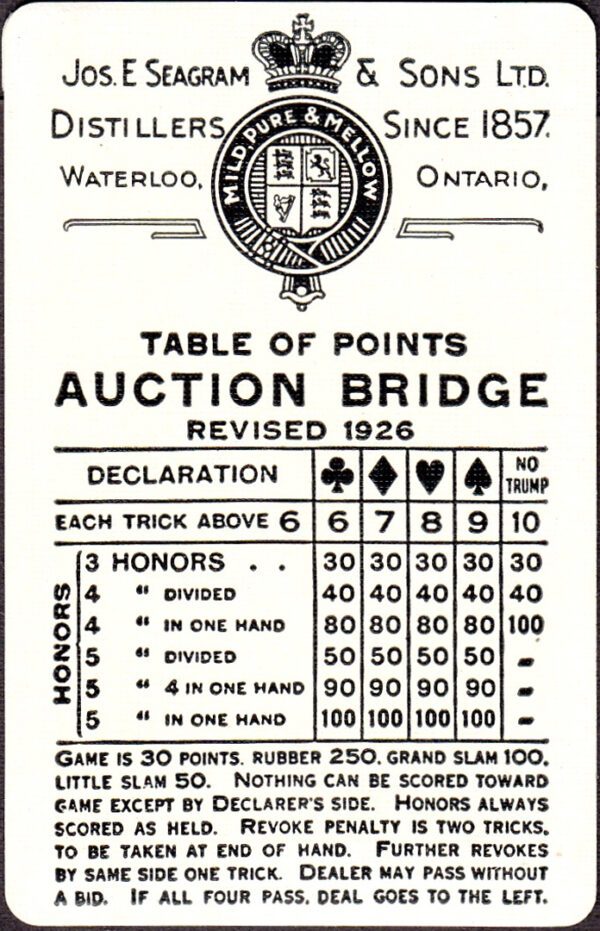 JOS. E SEAGRAM & SONS LTD.
DISTILLERS SINCE 1857.
MILD, PURE & MELLOW
WATERLOO, ONTARIO,
TABLE OF POINTS
AUCTION BRIDGE
REVISED 1926
DECLARATION ♣ ♦ ♥ ♠ NO TRUMP
EACH TRICK ABOVE 6 6 7 8 9 10
HONORS
3 HONORS . . 30 30 30 30 30
4 “ DIVIDED 40 40 40 40 40
4 “ IN ONE HAND 80 80 80 80 100
5 “ DIVIDED 50 50 50 50 -
5 “ 4 IN ONE HAND 90 90 90 90 -
5 “ IN ONE HAND 100 100 100 100 -
GAME IS 30 POINTS. RUBBER 250. GRAND SLAM 100.
LITTLE SLAM 50. NOTHING CAN BE SCORED TOWARD
GAME EXCEPT BY DECLARER'S SIDE. HONORS ALWAYS
SCORED AS HELD. REVOKE PENALTY IS TWO TRICKS,
TO BE TAKEN AT END OF HAND. FURTHER REVOKES
BY SAME SIDE ONE TRICK. DEALER MAY PASS WITHOUT
A BID. IF ALL FOUR PASS, DEAL GOES TO THE LEFT.